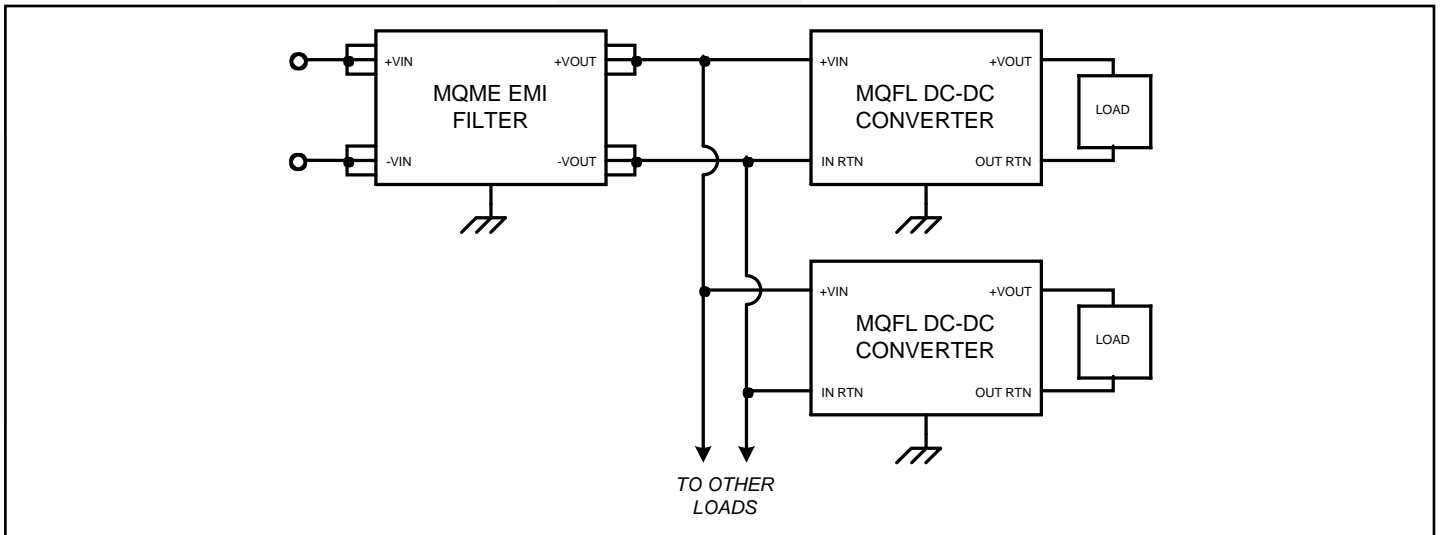 +VIN
+VOUT
MQME EMI
FILTER
-VIN
-VOUT
+VIN
+VOUT
MQFL DC-DC
CONVERTER
IN RTN
OUT RTN
LOAD
+VIN
+VOUT
MQFL DC-DC
CONVERTER
IN RTN
OUT RTN
LOAD
TO OTHER
LOADS